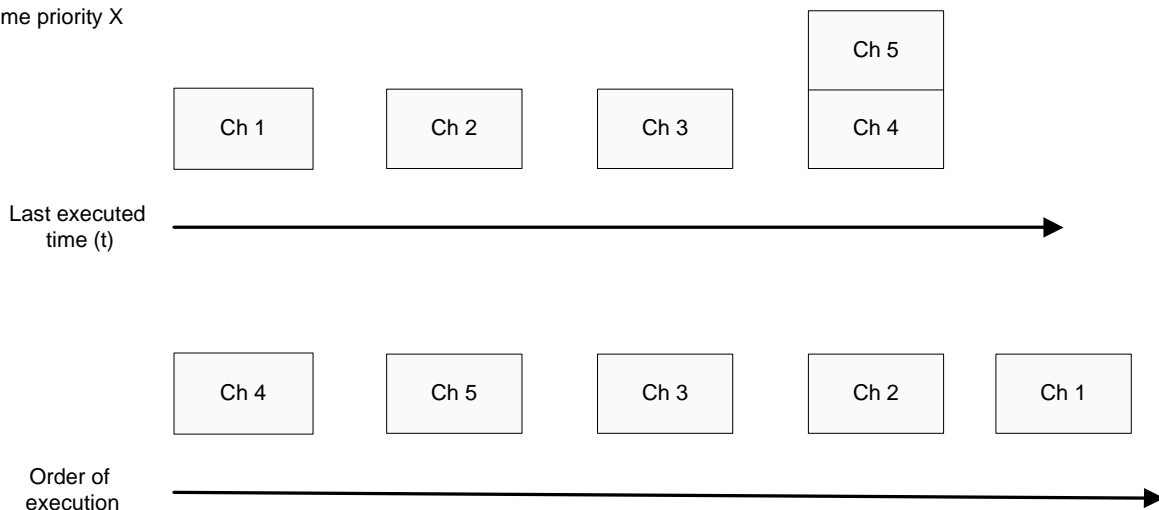 priority X
Ch 5
Ch 1
Ch 2
Ch 3
Ch 4
Last executed
time (t)
Ch 4
Ch 5
Ch 3
Ch 2
Ch 1
Order of
execution